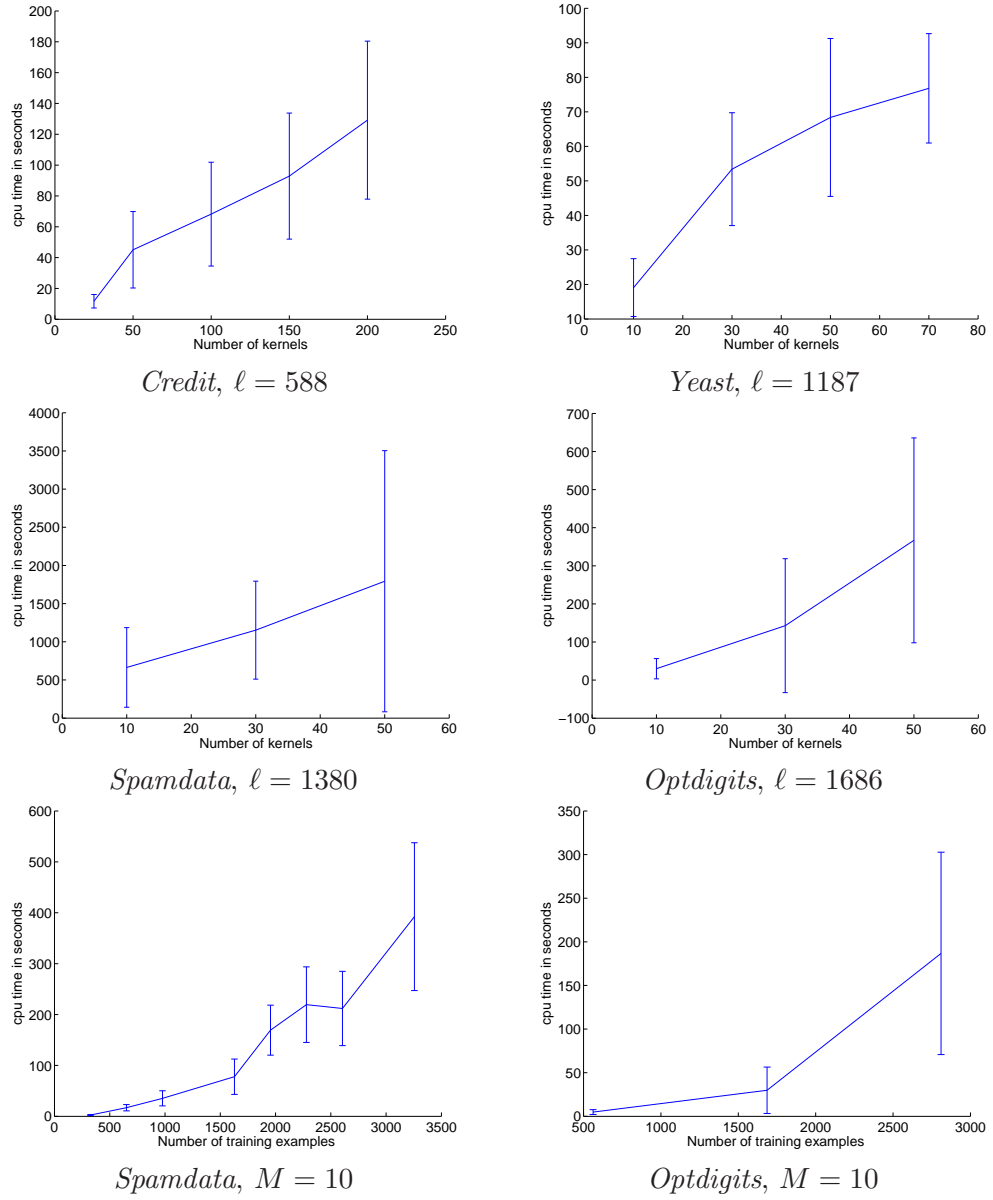 200
180
160
140
120
100
80
60
40
20
0
cpu time in seconds
0 50 100 150 200 250
Number of kernels
Credit, ℓ = 588
100
90
80
70
60
50
40
30
20
10
cpu time in seconds
0 10 20 30 40 50 60 70 80
Number of kernels
Yeast, ℓ = 1187
4000
3500
3000
2500
2000
1500
1000
500
0
cpu time in seconds
0 10 20 30 40 50 60
Number of kernels
Spamdata, ℓ = 1380
700
600
500
400
300
200
100
0
−100
cpu time in seconds
0 10 20 30 40 50 60
Number of kernels
Optdigits, ℓ = 1686
600
500
400
300
200
100
0
cpu time in seconds
0 500 1000 1500 2000 2500 3000 3500
Number of training examples
Spamdata, M = 10
350
300
250
200
150
100
50
0
cpu time in seconds
500 1000 1500 2000 2500 3000
Number of training examples
Optdigits, M = 10